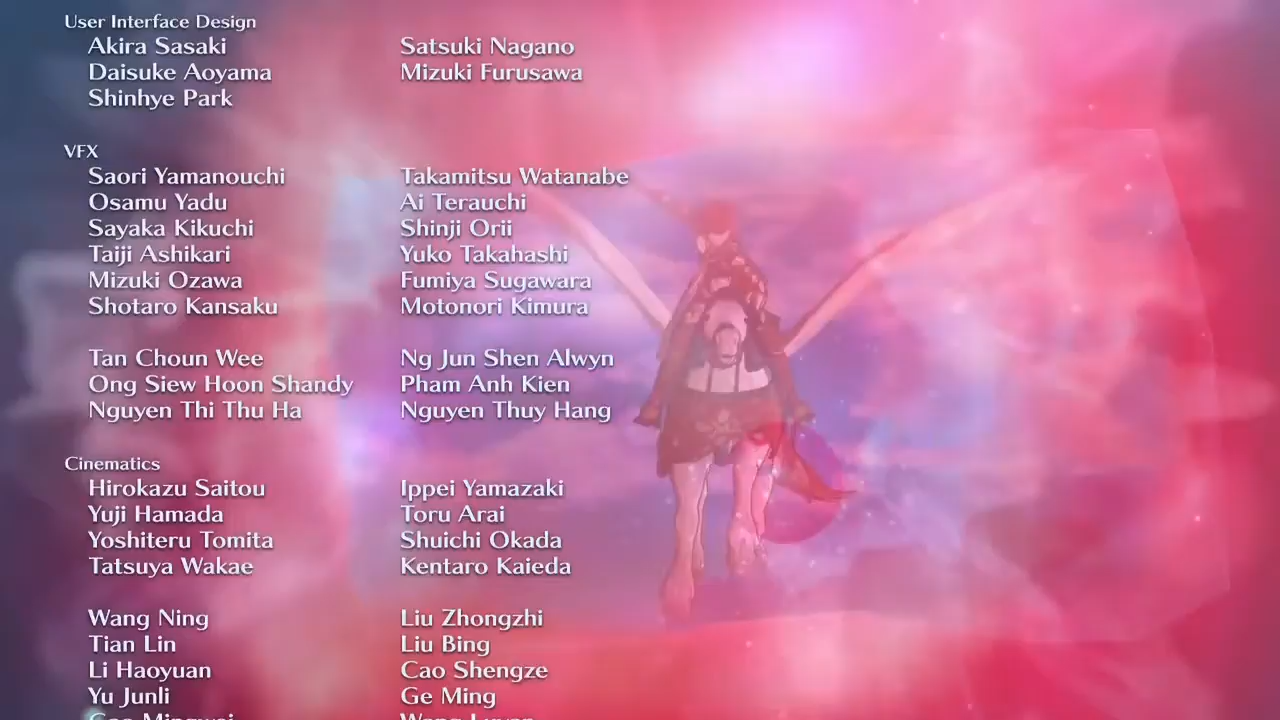 User Interface Design
Akira Sasaki Satsuki Nagano
Daisuke Aoyama Mizuki Furusawa
Shinhye Park
VFX
Saori Yamanouchi Takamitsu Watanabe
Osamu Yadu Ai Terauchi
Sayaka Kikuchi Shinji Orii
Taiji Ashikari Yuko Takahashi
Mizuki Ozawa Fumiya Sugawara
Shotaro Kansaku Motonori Kimura
Tan Choun Wee Ng Jun Shen Alwyn
Ong Siew Hoon Shandy Pham Anh Kien
Nguyen Thi Thu Ha Nguyen Thuy Hang
Cinematics
Hirokazu Saitou Ippei Yamazaki
Yuji Hamada Toru Arai
Yoshiteru Tomita Shuichi Okada
Tatsuya Wakae Kentaro Kaieda
Wang Ning Liu Zhongzhi
Tian Lin Liu Bing
Li Haoyuan Cao Shengze
Yu Junli Ge Ming